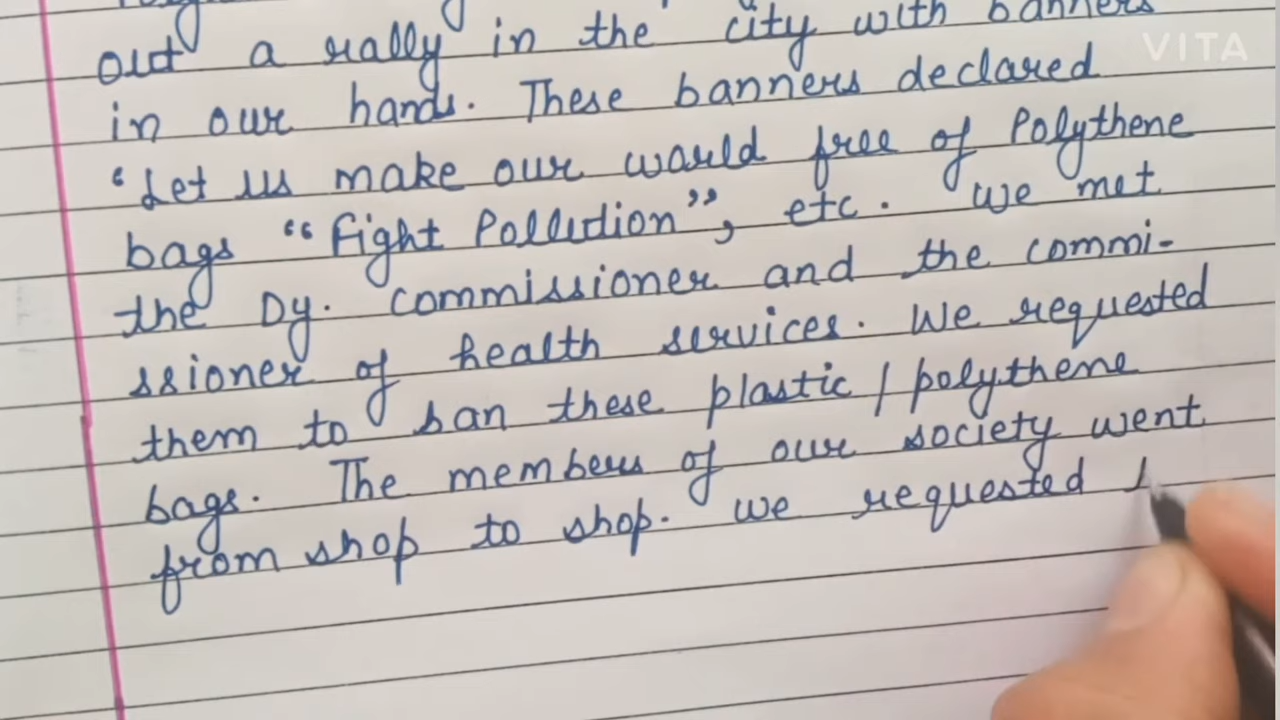 out a rally in the city with banners
VITA
in our hands. These banners declared
“Let us make our world free of Polythene
bags “Fight Pollution”, etc. We met
the Dy. Commissioner and the commi-
ssioner of health services. We requested
them to ban these plastic / polythene
bags. The members of our society went
from shop to shop. we requested